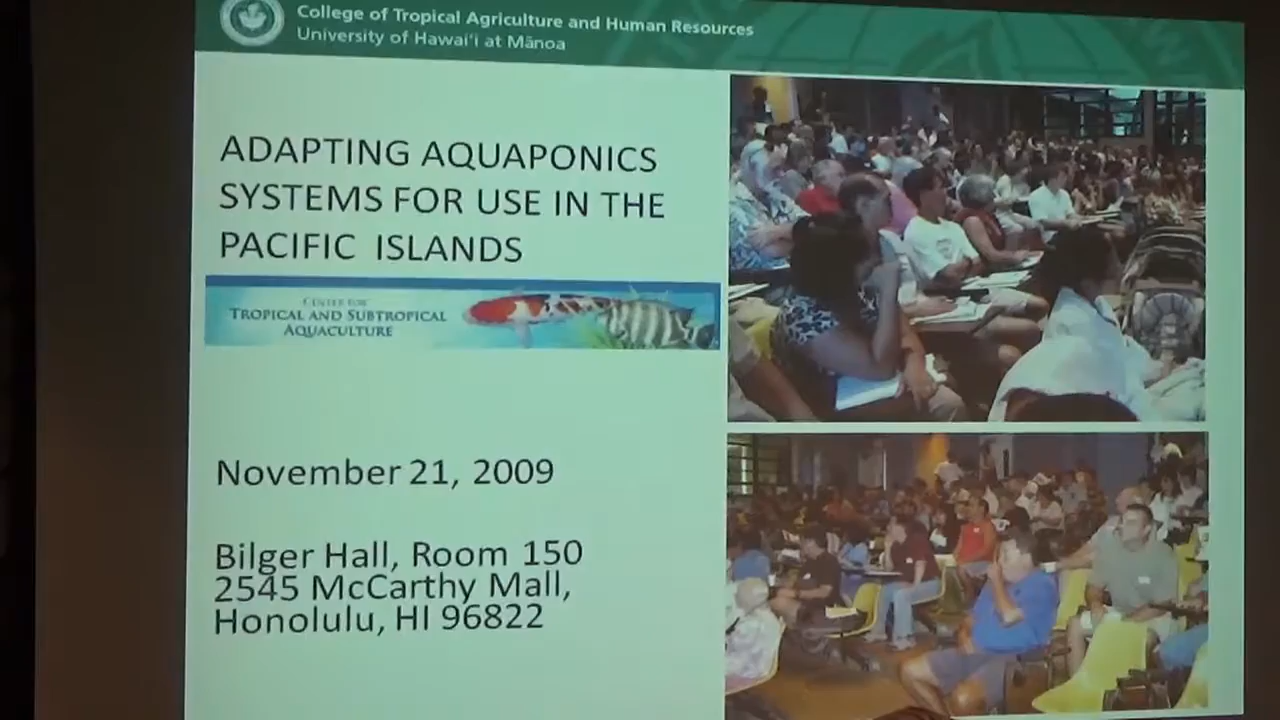 College of Tropical Agriculture and Human Resources
University of Hawai'i at Mānoa
ADAPTING AQUAPONICS
SYSTEMS FOR USE IN THE
PACIFIC ISLANDS
CENTER FOR
TROPICAL AND SUBTROPICAL
AQUACULTURE
November 21, 2009
Bilger Hall, Room 150
2545 McCarthy Mall,
Honolulu, HI 96822